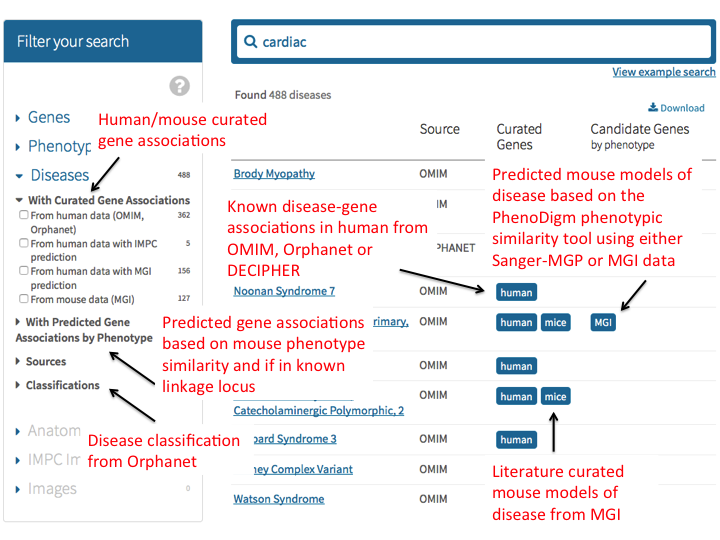 Filter your search
cardiac
View example search
Found 488 diseases
Download
Source
Curated
Genes
Candidate Genes
by phenotype
Genes
Human/mouse curated
gene associations
Diseases 488
With Curated Gene Associations
From human data (OMIM, 362
Orphanet)
From human data with IMPC 5
prediction
From human data with MGI 156
prediction
From mouse data (MGI) 127
With Predicted Gene
Associations by Phenotype
Sources
Classifications
Predicted gene associations
based on mouse phenotype
similarity and if in known
linkage locus
Disease classification
from Orphanet
Images 0
Brody Myopathy OMIM
Known disease-gene
associations in human from
OMIM, Orphanet or
DECIPHER
Predicted mouse models of
disease based on the
PhenoDigm phenotypic
similarity tool using either
Sanger-MGP or MGI data
Noonan Syndrome 7 OMIM human
rimary, OMIM human mice MGI
OMIM human
OMIM human mice
Catecholaminergic Polymorphic, 2
ard Syndrome 3 OMIM human
ney Complex Variant OMIM
Watson Syndrome OMIM
Literature curated
mouse models of
disease from MGI